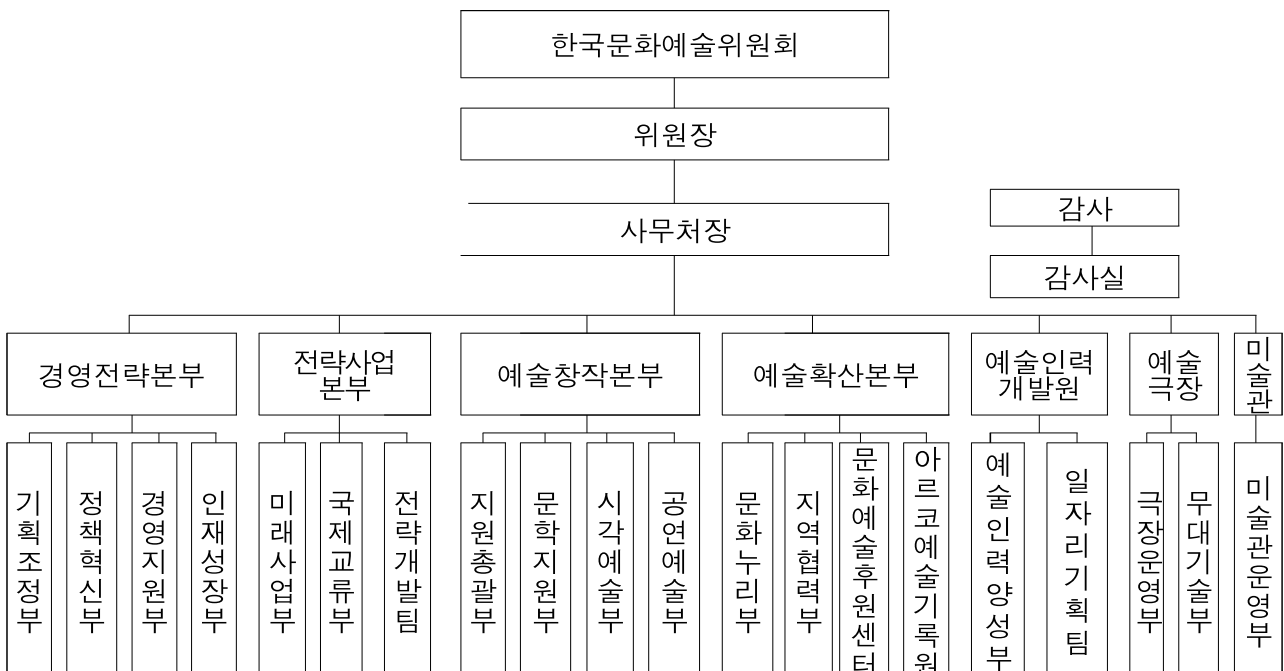 한국문화예술위원회
위원장
사무처장
감사
감사실
경영전략본부
전략사업
본부
예술창작본부
예술확산본부
예술인력
개발원
예술
극장
미술관
기획조정부
정책혁신부
경영지원부
인재성장부
미래사업부
국제교류부
전략개발팀
지원총괄부
문학지원부
시각예술부
공연예술부
문화누리부
지역협력부
문화예술후원센터
아르코예술기록원
예술인력양성부
일자리기획팀
극장운영부
무대기술부
미술관운영부